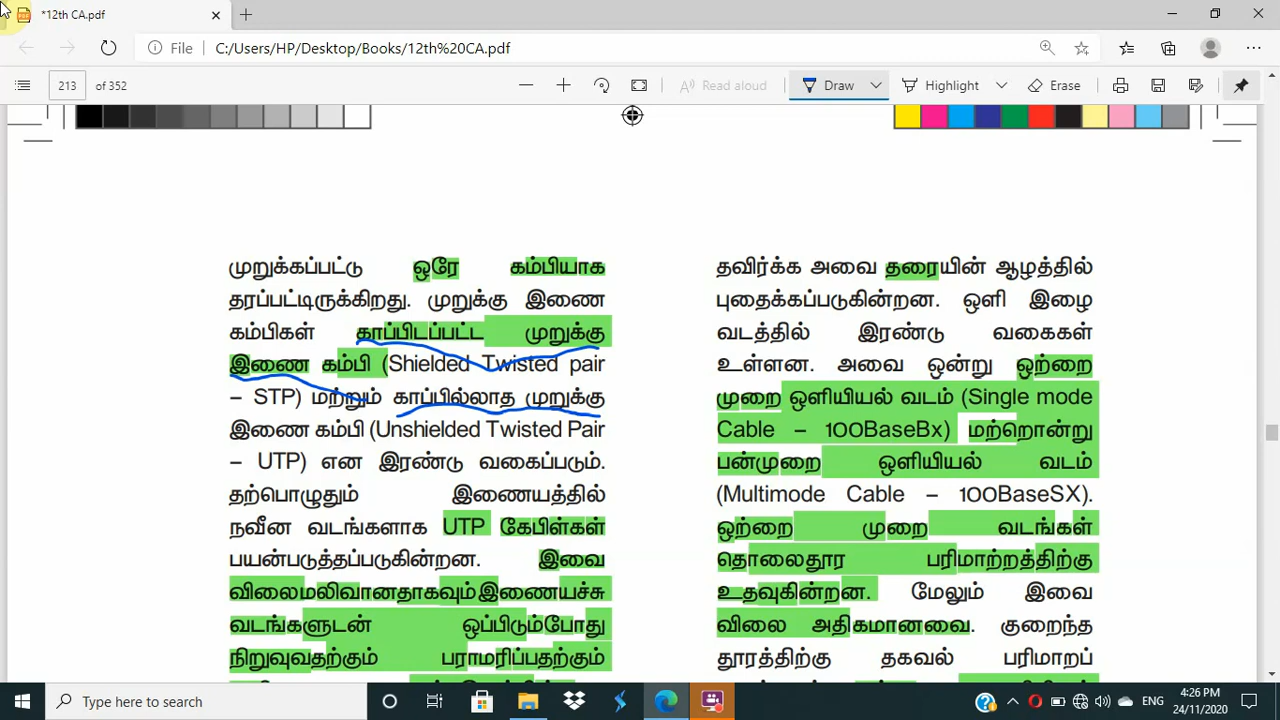 *12th CA.pdf
File C:/Users/HP/Desktop/Books/12th%20CA.pdf
213 of 352 Read aloud Draw Highlight Erase
முறுக்கப்பட்டு ஒரே கம்பியாக
தரப்பட்டிருக்கிறது. முறுக்கு இணை
கம்பிகள் காப்பிடப்பட்ட முறுக்கு
இணை கம்பி (Shielded Twisted pair
– STP) மற்றும் காப்பில்லாத முறுக்கு
இணை கம்பி (Unshielded Twisted Pair
– UTP) என இரண்டு வகைப்படும்.
தற்பொழுதும் இணையத்தில்
நவீன வடங்களாக UTP கேபிள்கள்
பயன்படுத்தப்படுகின்றன. இவை
விலைமலிவானதாகவும் இணையச்சு
வடங்களுடன் ஒப்பிடும்போது
நிறுவுவதற்கும் பராமரிப்பதற்கும்
தவிர்க்க அவை தரையின் ஆழத்தில்
புதைக்கப்படுகின்றன. ஒளி இழை
வடத்தில் இரண்டு வகைகள்
உள்ளன. அவை ஒன்று ஒற்றை
முறை ஒளியியல் வடம் (Single mode
Cable – 100BaseBx) மற்றொன்று
பன்முறை ஒளியியல் வடம்
(Multimode Cable – 100BaseSX).
ஒற்றை முறை வடங்கள்
தொலைதூர பரிமாற்றத்திற்கு
உதவுகின்றன. மேலும் இவை
விலை அதிகமானவை. குறைந்த
தூரத்திற்கு தகவல் பரிமாறப்
Type here to search
ENG 4:26 PM
24/11/2020